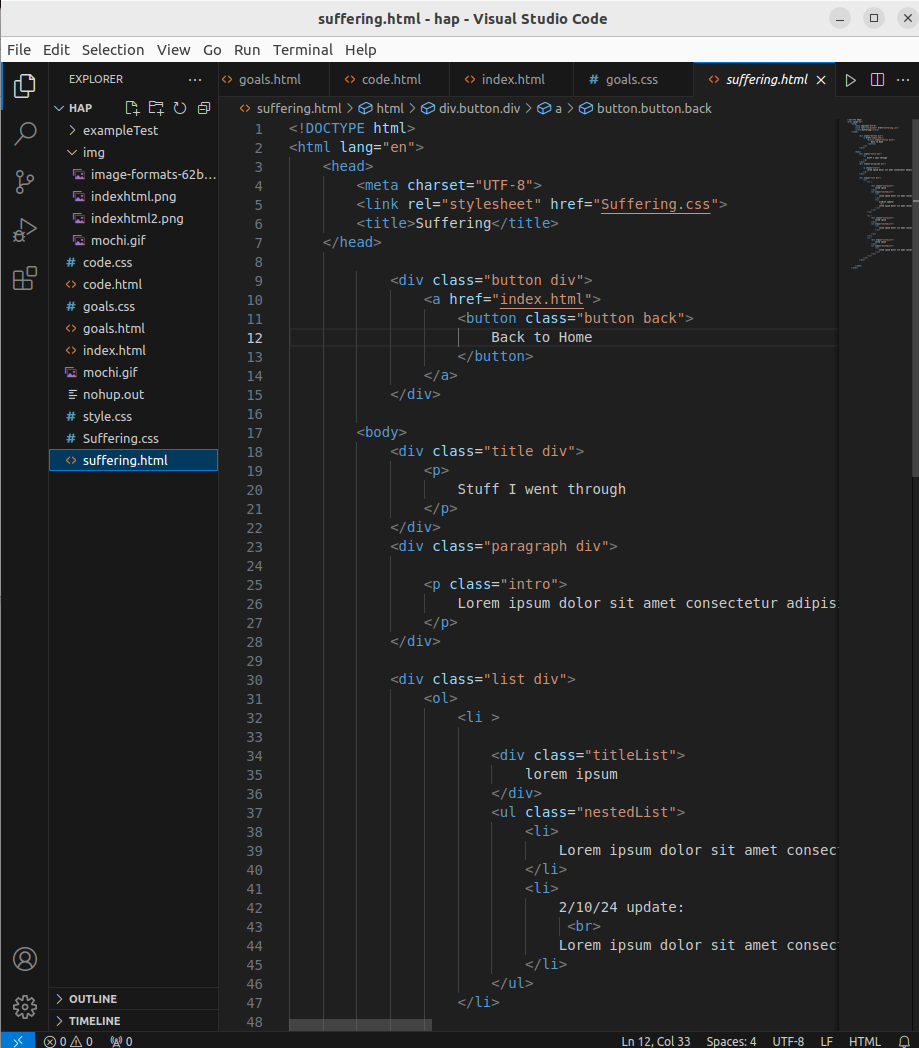 suffering.html - hap - Visual Studio Code
File Edit Selection View Go Run Terminal Help
EXPLORER
goals.html code.html index.html # goals.css suffering.html
HAP
suffering.html > html > div.button.div > a > button.button.back
exampleTest
img
image-formats-62b...
indexhtml.png
indexhtml2.png
mochi.gif
# code.css
code.html
# goals.css
goals.html
index.html
mochi.gif
nohup.out
# style.css
# Suffering.css
suffering.html
OUTLINE
TIMELINE
1 <!DOCTYPE html>
2 <html lang="en">
3 <head>
4 <meta charset="UTF-8">
5 <link rel="stylesheet" href="Suffering.css">
6 <title>Suffering</title>
7 </head>
8
9 <div class="button div">
10 <a href="index.html">
11 <button class="button back">
12 Back to Home
13 </button>
14 </a>
15 </div>
16
17 <body>
18 <div class="title div">
19 <p>
20 Stuff I went through
21 </p>
22 </div>
23 <div class="paragraph div">
24
25 <p class="intro">
26 Lorem ipsum dolor sit amet consectetur adipis
27 </p>
28 </div>
29
30 <div class="list div">
31 <ol>
32 <li >
33
34 <div class="titleList">
35 lorem ipsum
36 </div>
37 <ul class="nestedList">
38 <li>
39 Lorem ipsum dolor sit amet consec
40 </li>
41 <li>
42 2/10/24 update:
43 <br>
44 Lorem ipsum dolor sit amet consec
45 </li>
46 </ul>
47 </li>
48
0 0 0 Ln 12, Col 33 Spaces: 4 UTF-8 LF HTML